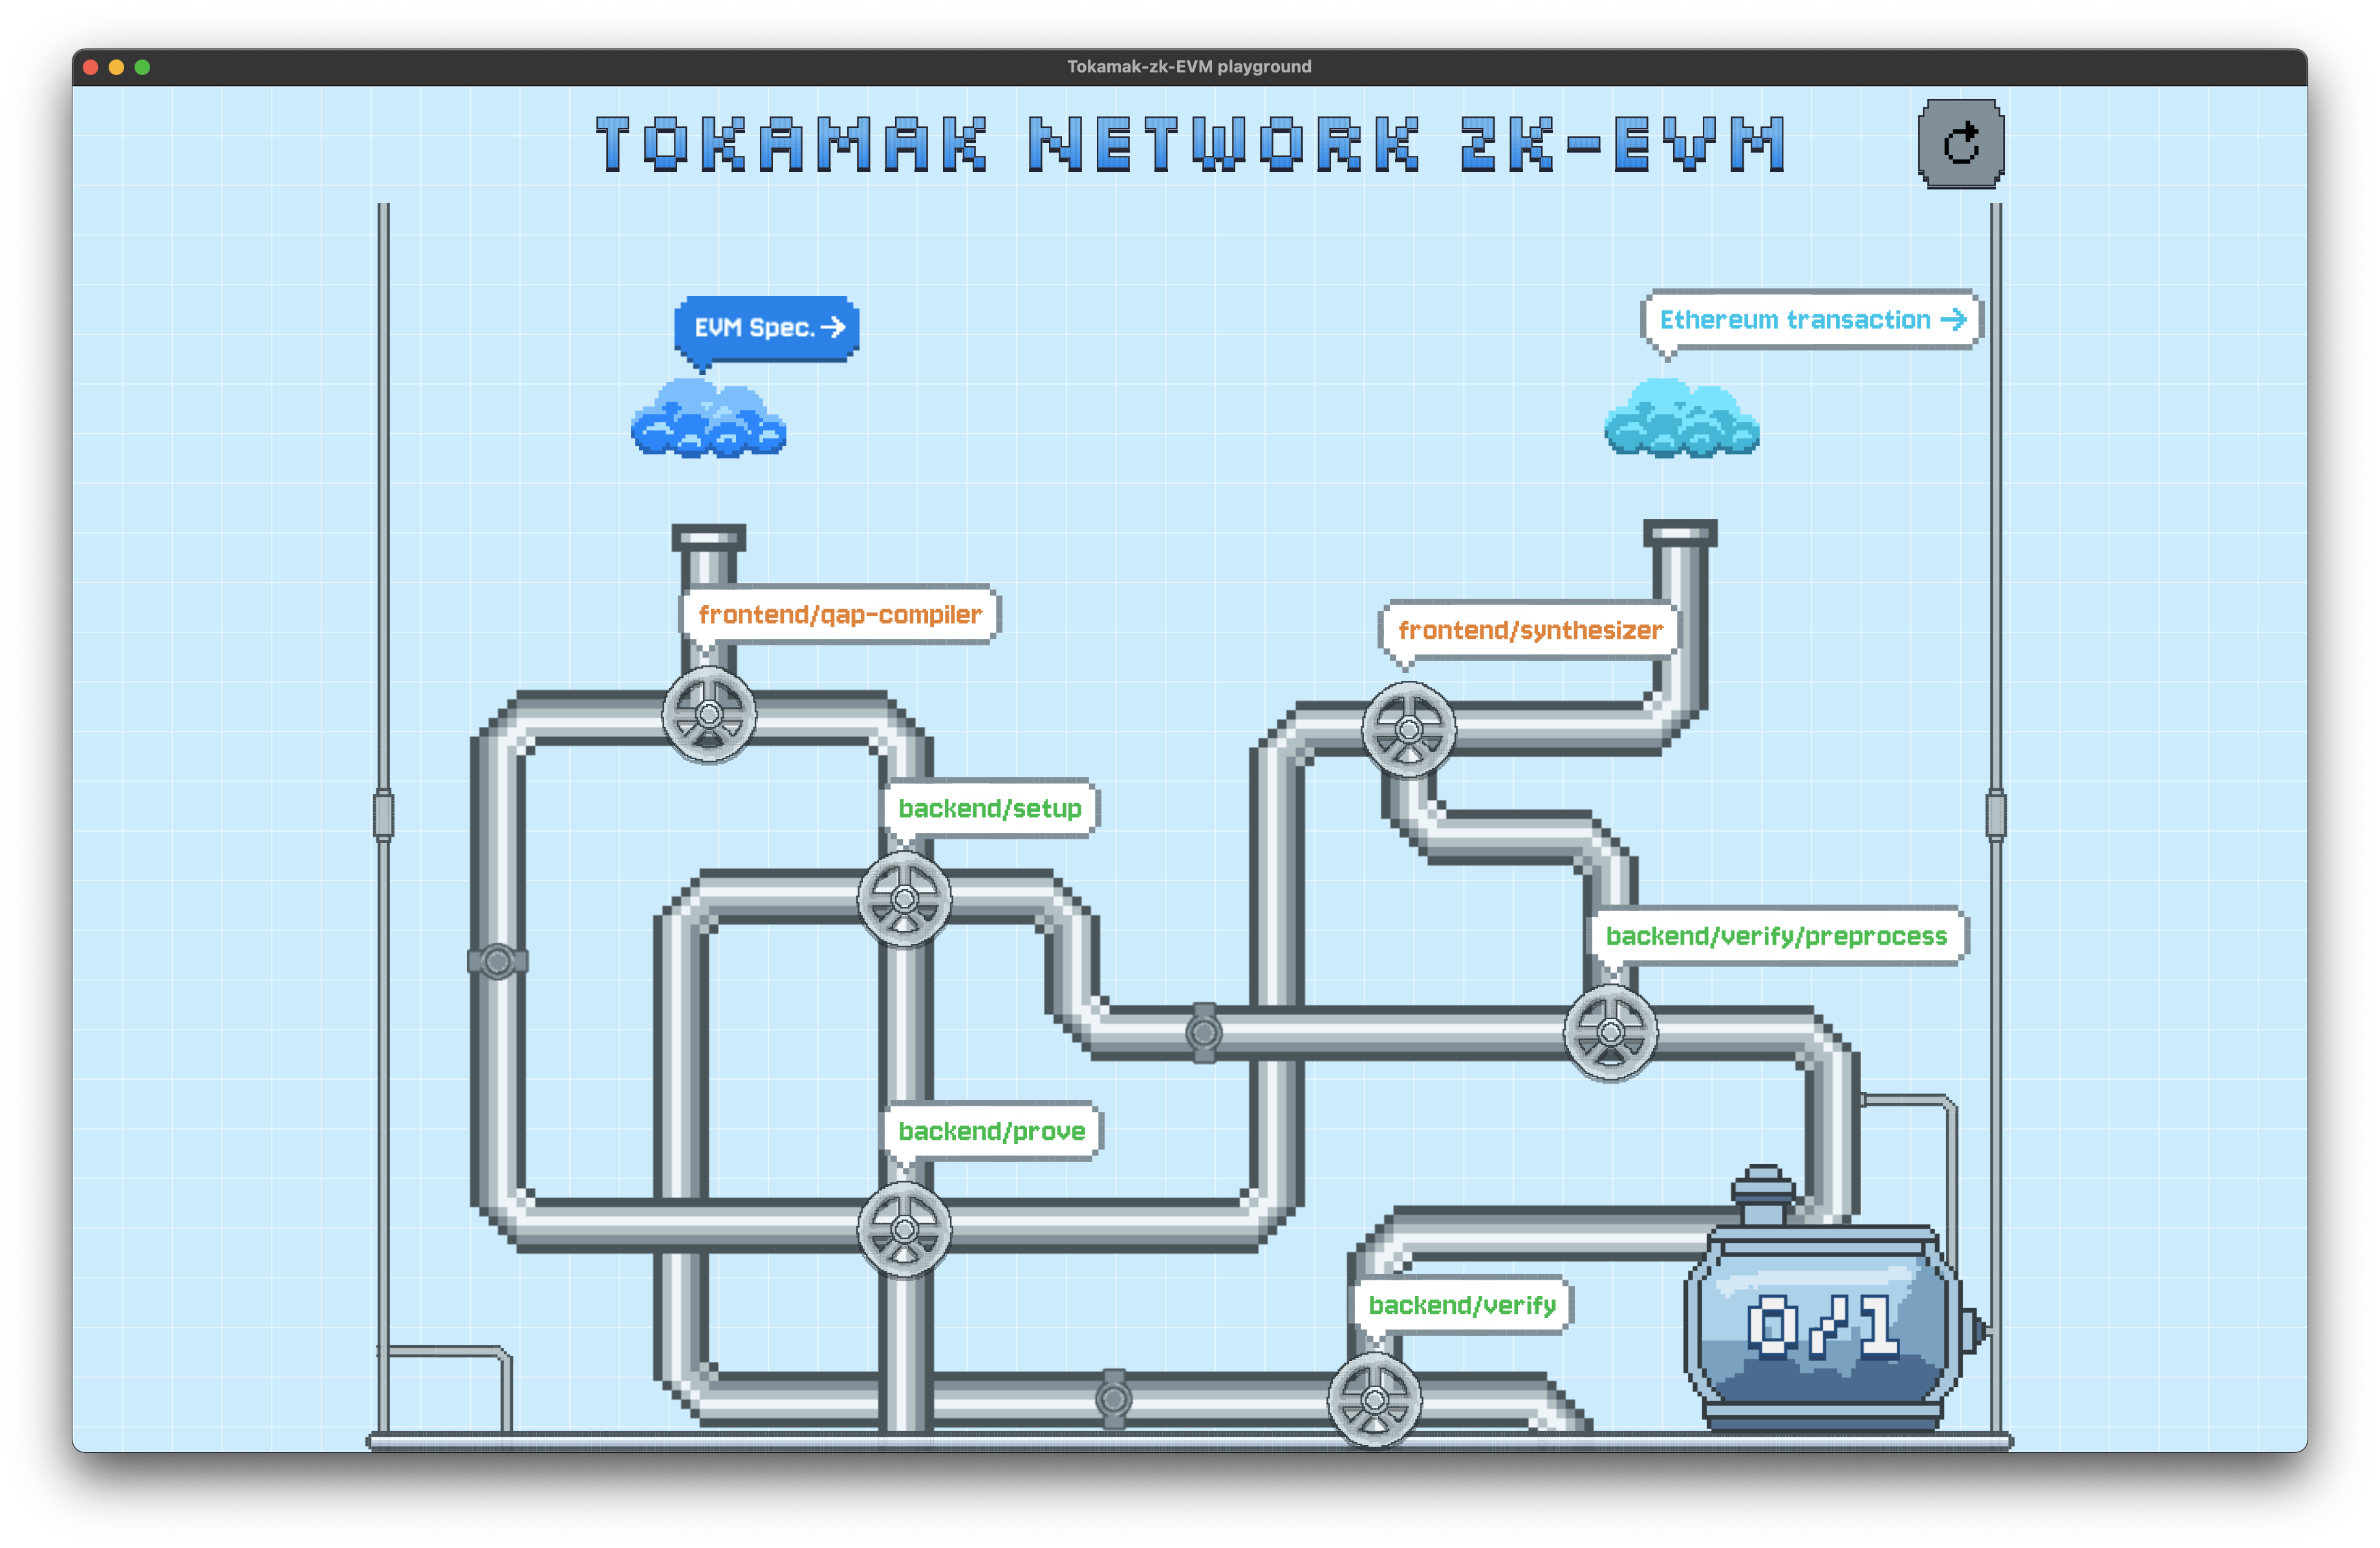 Tokamak-zk-EVM playground
TOKAMAK NETWORK ZK-EVM
EVM Spec. →
Ethereum transaction →
frontend/qap-compiler
frontend/synthesizer
backend/setup
backend/verify/preprocess
backend/prove
backend/verify
0/1